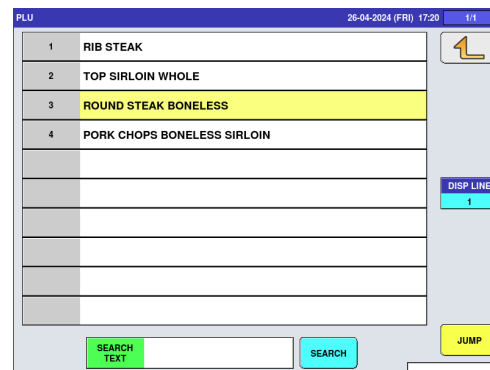 PLU 26-04-2024 (FRI) 17:20 1/1
1 RIB STEAK
2 TOP SIRLOIN WHOLE
3 ROUND STEAK BONELESS
4 PORK CHOPS BONELESS SIRLOIN
DISP LINE
1
SEARCH
TEXT
SEARCH
JUMP